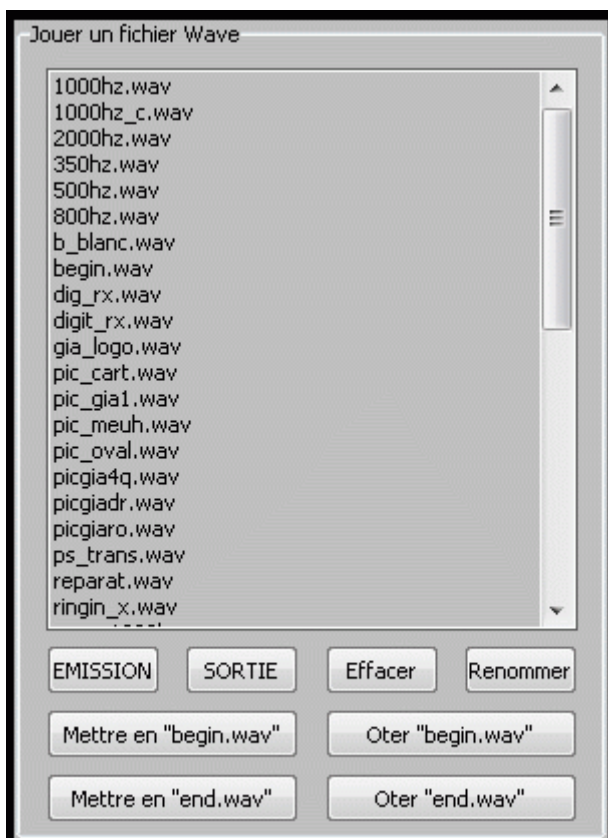 Jouer un fichier Wave
1000hz.wav
1000hz_c.wav
2000hz.wav
350hz.wav
500hz.wav
800hz.wav
b_blanc.wav
begin.wav
dig_rx.wav
digit_rx.wav
gia_logo.wav
pic_cart.wav
pic_gia1.wav
pic_meuh.wav
pic_oval.wav
picgia4q.wav
picgiadr.wav
picgiaro.wav
ps_trans.wav
reparat.wav
ringin_x.wav
EMISSION SORTIE Effacer Renommer
Mettre en "begin.wav" Oter "begin.wav"
Mettre en "end.wav" Oter "end.wav"